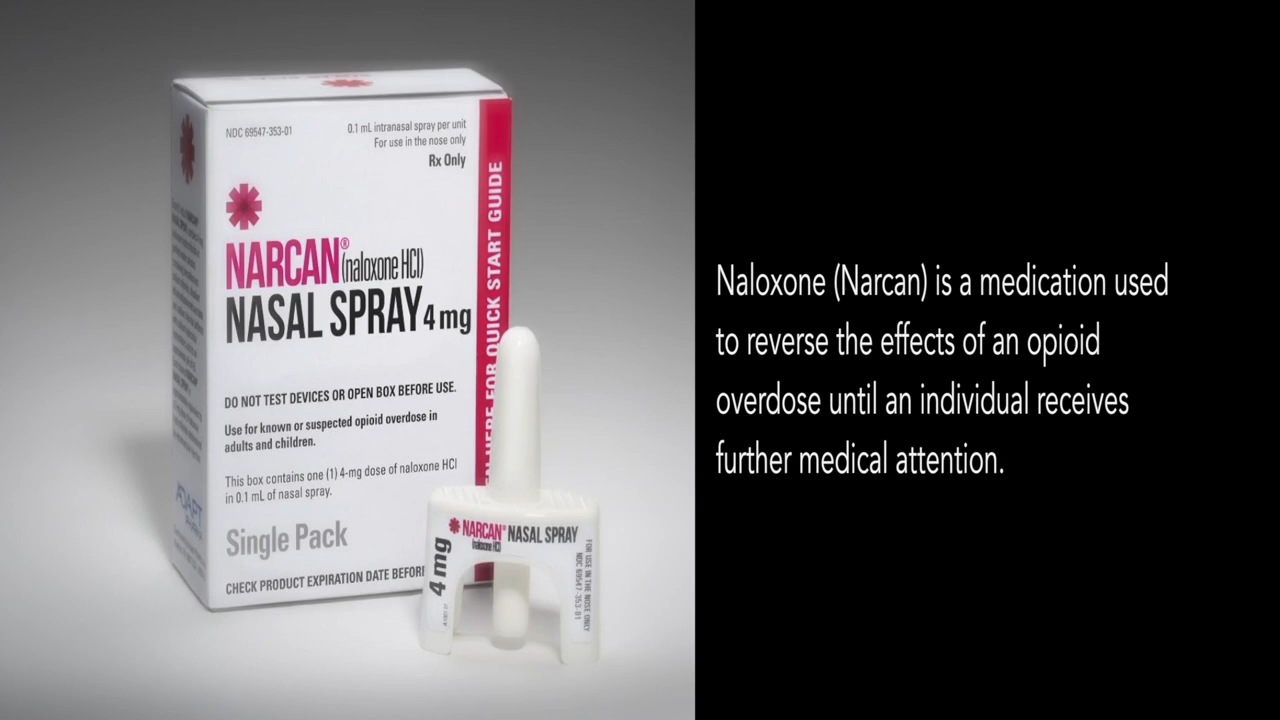 NDC 69547-353-01
0.1 mL intranasal spray per unit
For use in the nose only
Rx Only
NARCAN® (naloxone HCl)
NASAL SPRAY 4 mg
DO NOT TEST DEVICES OR OPEN BOX BEFORE USE.
Use for known or suspected opioid overdose in
adults and children.
This box contains one (1) 4-mg dose of naloxone HCl
in 0.1 mL of nasal spray.
Single Pack
CHECK PRODUCT EXPIRATION DATE BEFORE
HERE FOR QUICK START GUIDE
ADAPT
NARCAN® NASAL SPRAY
(naloxone HCl)
4 mg
FOR USE IN THE NOSE ONLY
NDC 69547-353-01
Naloxone (Narcan) is a medication used
to reverse the effects of an opioid
overdose until an individual receives
further medical attention.